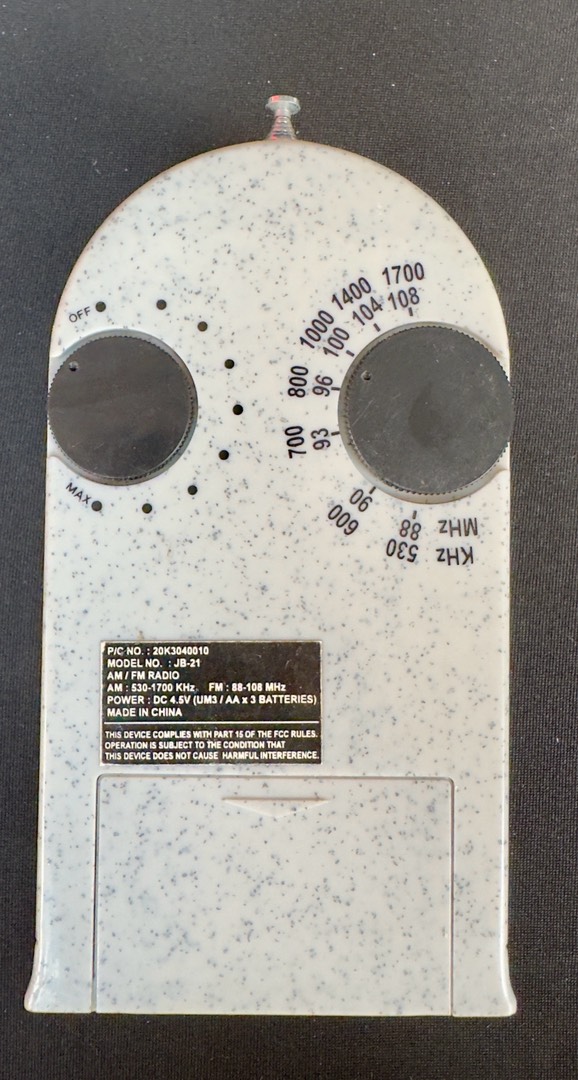 OFF
MAX
1700
1400
1000
800
700
600
530
KHz
108
104
100
96
93
90
88
MHz
P/C NO. : 20K3040010
MODEL NO. : JB-21
AM / FM RADIO
AM : 530-1700 KHz, FM : 88-108 MHz
POWER : DC 4.5V (UM3 / AA x 3 BATTERIES)
MADE IN CHINA
THIS DEVICE COMPLIES WITH PART 15 OF THE FCC RULES.
OPERATION IS SUBJECT TO THE CONDITION THAT
THIS DEVICE DOES NOT CAUSE HARMFUL INTERFERENCE.